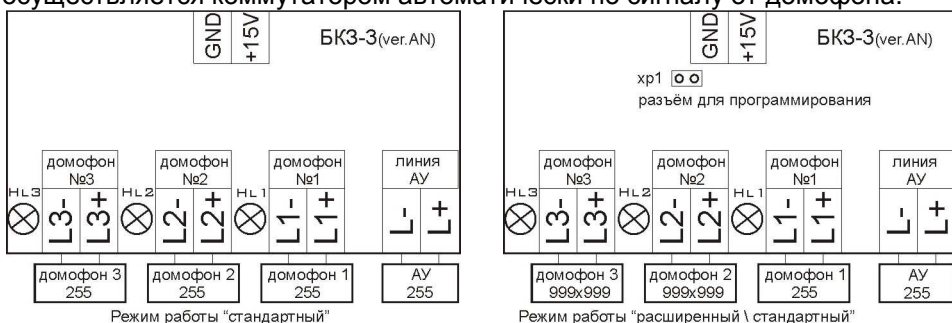 осуществляется коммутатором автоматически по сигналу от домофона.
GND
+15V
БКЗ-3(ver.AN)
домофон №3
домофон №2
домофон №1
линия АУ
HL3
L3-
L3+
HL2
L2-
L2+
HL1
L1-
L1+
L-
L+
домофон 3
255
домофон 2
255
домофон 1
255
АУ
255
Режим работы "стандартный"
GND
+15V
БКЗ-3(ver.AN)
хр1
разъём для программирования
домофон №3
домофон №2
домофон №1
линия АУ
HL3
L3-
L3+
HL2
L2-
L2+
HL1
L1-
L1+
L-
L+
домофон 3
999х999
домофон 2
999х999
домофон 1
255
АУ
255
Режим работы "расширенный \ стандартный"